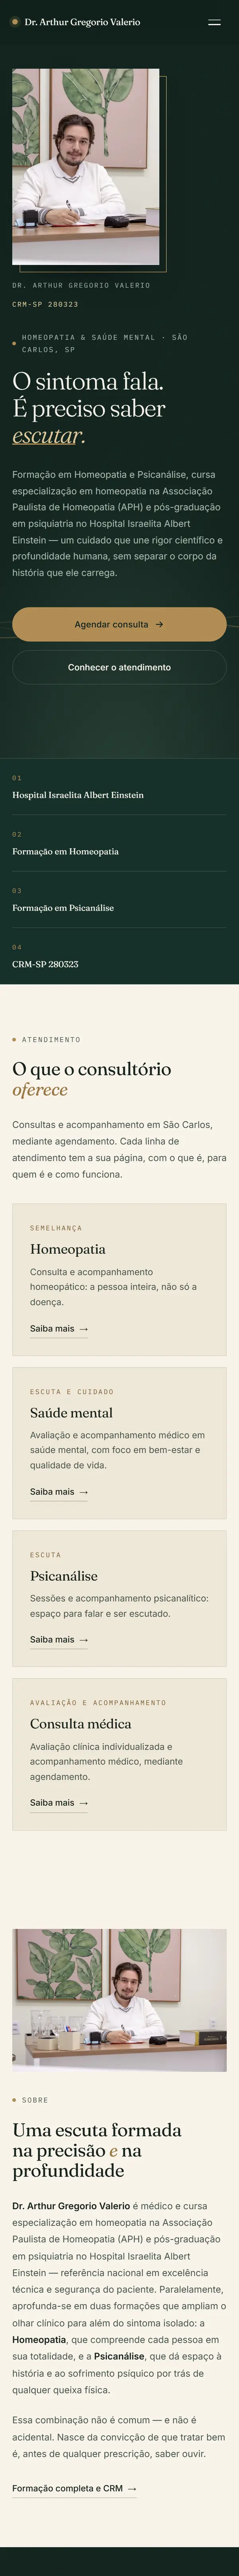 Dr. Arthur Gregorio Valerio
DR. ARTHUR GREGORIO VALERIO
CRM-SP 280323
HOMEOPATIA & SAÚDE MENTAL · SÃO
CARLOS, SP
O sintoma fala.
É preciso saber
escutar.
Formação em Homeopatia e Psicanálise, cursa
especialização em homeopatia na Associação
Paulista de Homeopatia (APH) e pós-graduação
em psiquiatria no Hospital Israelita Albert
Einstein — um cuidado que une rigor científico e
profundidade humana, sem separar o corpo da
história que ele carrega.
Agendar consulta →
Conhecer o atendimento
01
Hospital Israelita Albert Einstein
02
Formação em Homeopatia
03
Formação em Psicanálise
04
CRM-SP 280323
ATENDIMENTO
O que o consultório
oferece
Consultas e acompanhamento em São Carlos,
mediante agendamento. Cada linha de
atendimento tem a sua página, com o que é, para
quem é e como funciona.
SEMELHANÇA
Homeopatia
Consulta e acompanhamento
homeopático: a pessoa inteira, não só a
doença.
Saiba mais →
ESCUTA E CUIDADO
Saúde mental
Avaliação e acompanhamento médico em
saúde mental, com foco em bem-estar e
qualidade de vida.
Saiba mais →
ESCUTA
Psicanálise
Sessões e acompanhamento psicanalítico:
espaço para falar e ser escutado.
Saiba mais →
AVALIAÇÃO E ACOMPANHAMENTO
Consulta médica
Avaliação clínica individualizada e
acompanhamento médico, mediante
agendamento.
Saiba mais →
SOBRE
Uma escuta formada
na precisão e na
profundidade
Dr. Arthur Gregorio Valerio é médico e cursa
especialização em homeopatia na Associação
Paulista de Homeopatia (APH) e pós-graduação
em psiquiatria no Hospital Israelita Albert
Einstein — referência nacional em excelência
técnica e segurança do paciente. Paralelamente,
aprofunda-se em duas formações que ampliam o
olhar clínico para além do sintoma isolado: a
Homeopatia, que compreende cada pessoa em
sua totalidade, e a Psicanálise, que dá espaço à
história e ao sofrimento psíquico por trás de
qualquer queixa física.
Essa combinação não é comum — e não é
acidental. Nasce da convicção de que tratar bem
é, antes de qualquer prescrição, saber ouvir.
Formação completa e CRM →